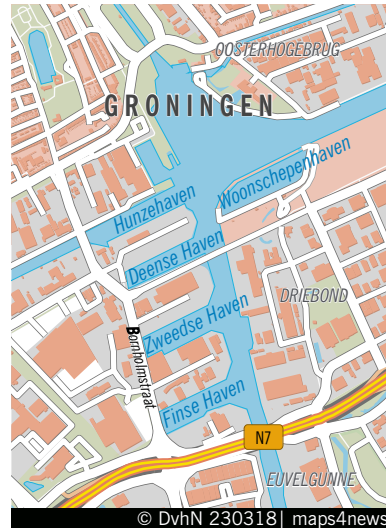 OOSTERHOGEBRUG
GRONINGEN
Woonschepenhaven
Hunzehaven
Deense Haven
DRIEBOND
Zweedse Haven
Bornholmstraat
Finse Haven
N7
EUVELGUNNE
© DvhN 230318| maps4news